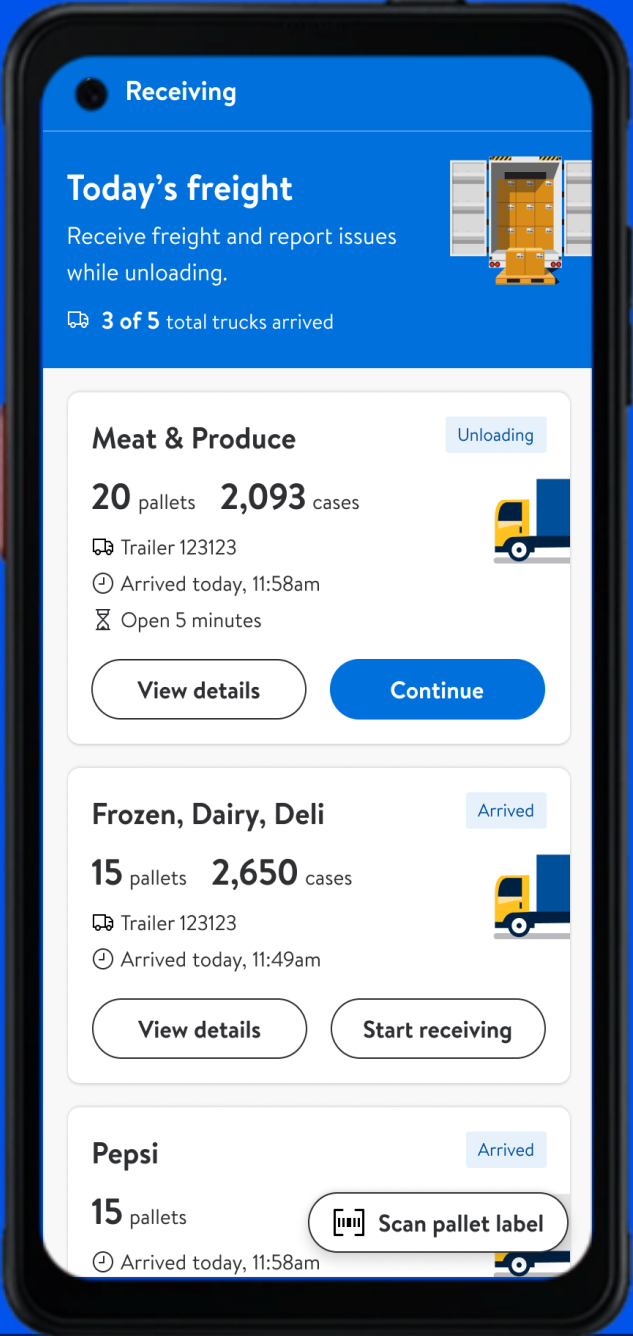 Receiving
Today's freight
Receive freight and report issues
while unloading.
3 of 5 total trucks arrived
Meat & Produce
Unloading
20 pallets 2,093 cases
Trailer 123123
Arrived today, 11:58am
Open 5 minutes
View details
Continue
Frozen, Dairy, Deli
Arrived
15 pallets 2,650 cases
Trailer 123123
Arrived today, 11:49am
View details
Start receiving
Pepsi
Arrived
15 pallets
Scan pallet label
Arrived today, 11:58am